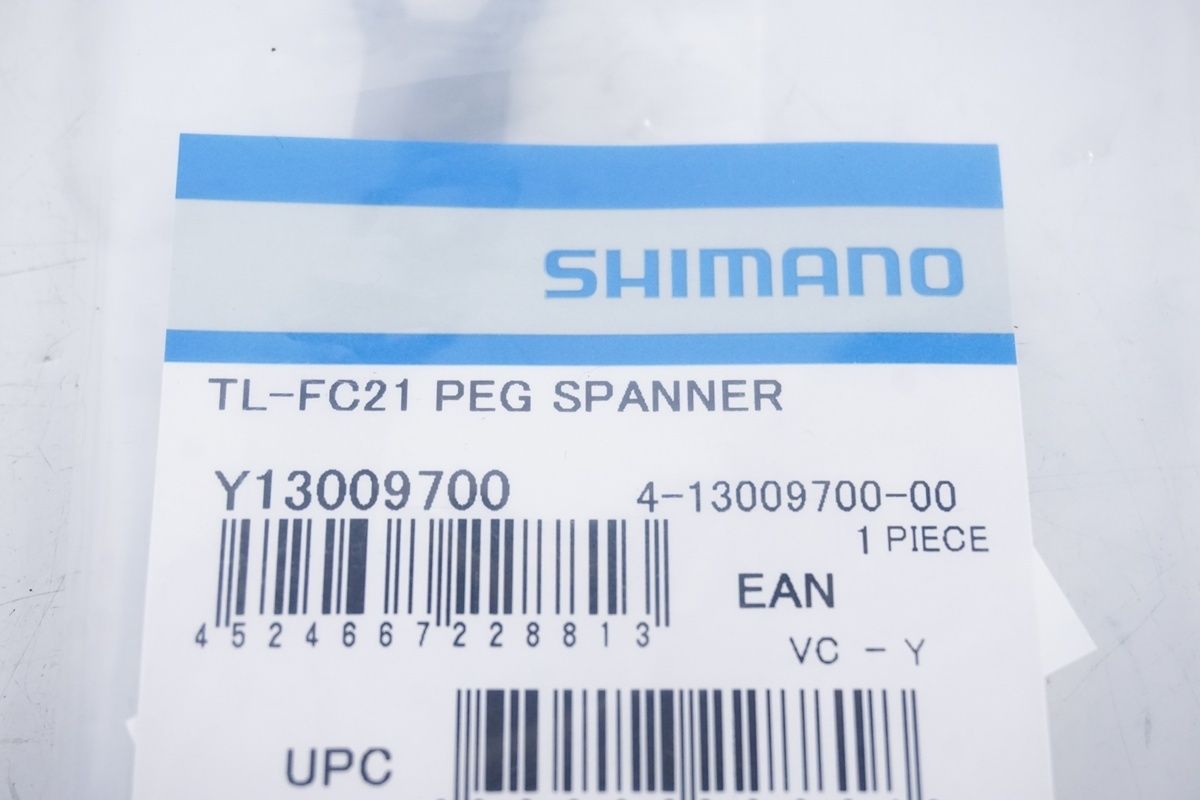 SHIMANO
TL-FC21 PEG SPANNER
Y13009700 4-13009700-00
1 PIECE
EAN
4524667228813
VC - Y
UPC